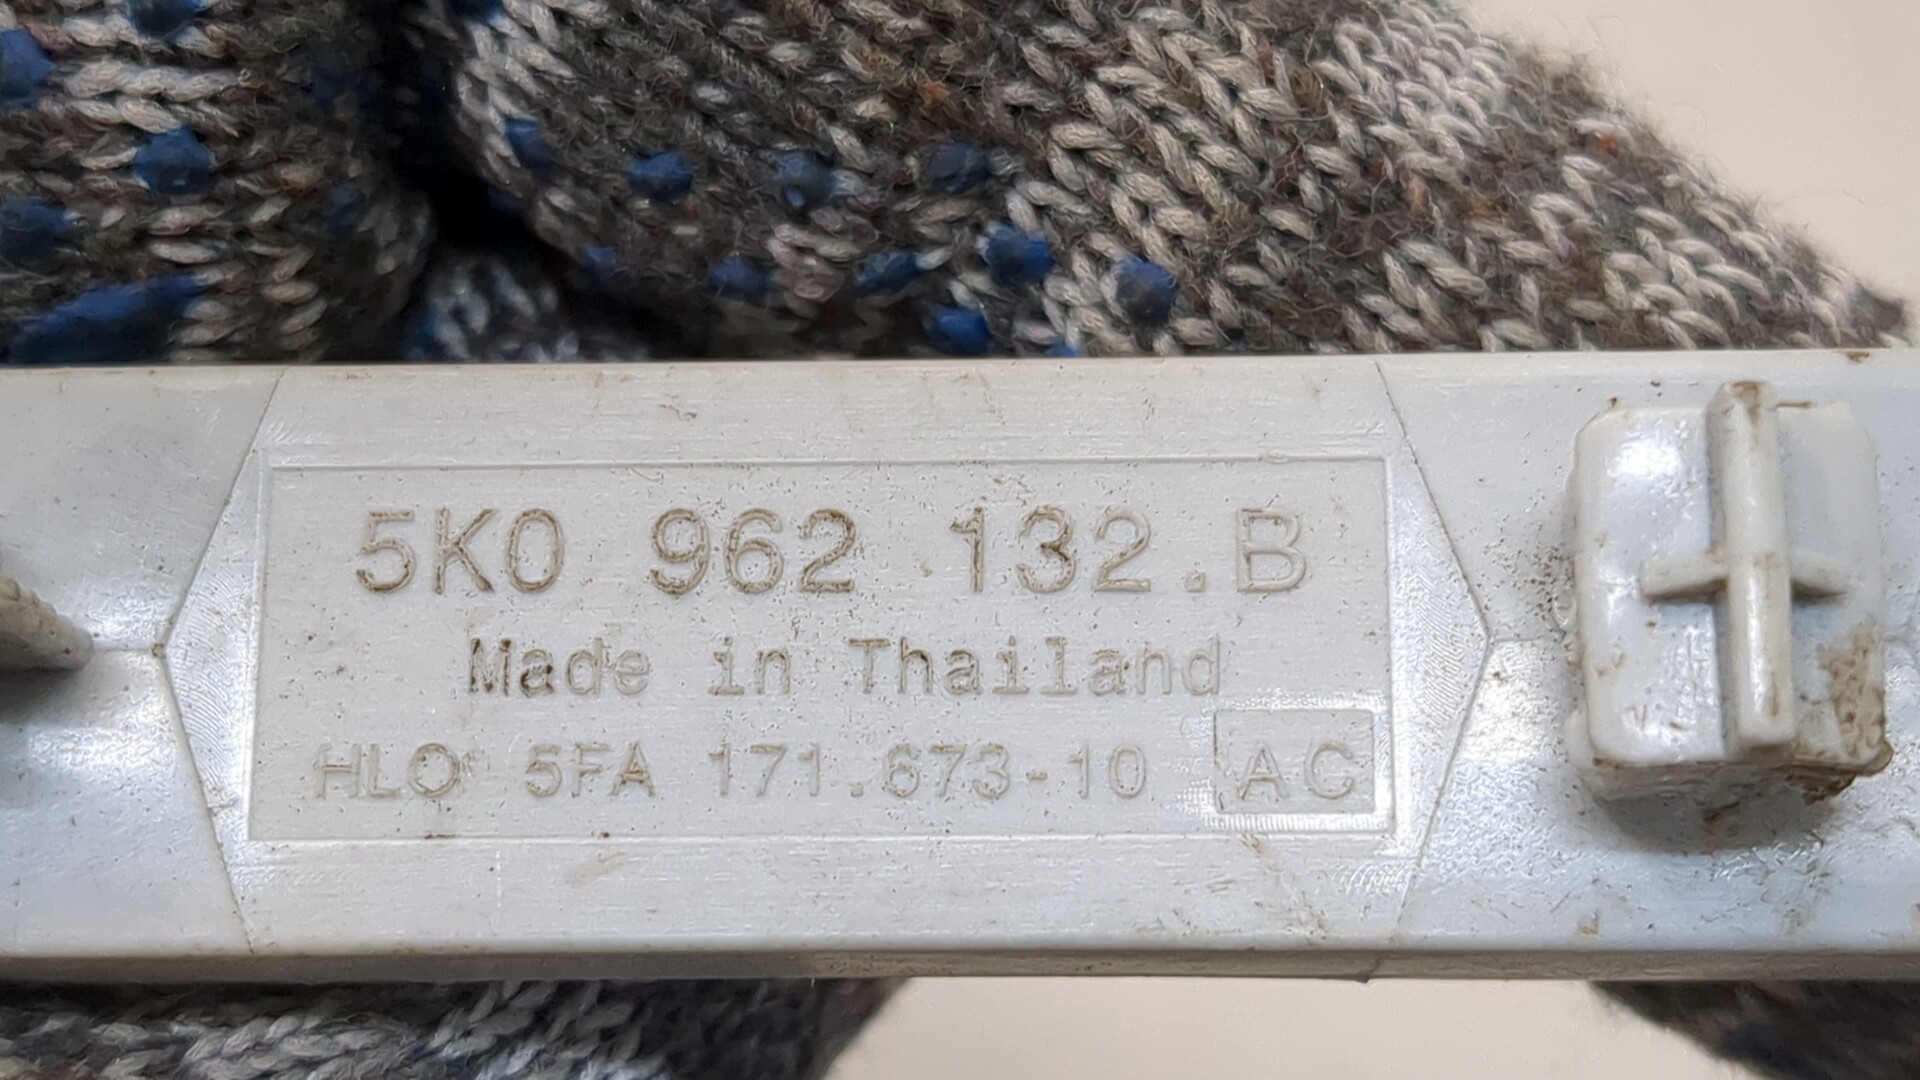 5K0 962 132.B
Made in Thailand
HLO 5FA 171.673-10 AC